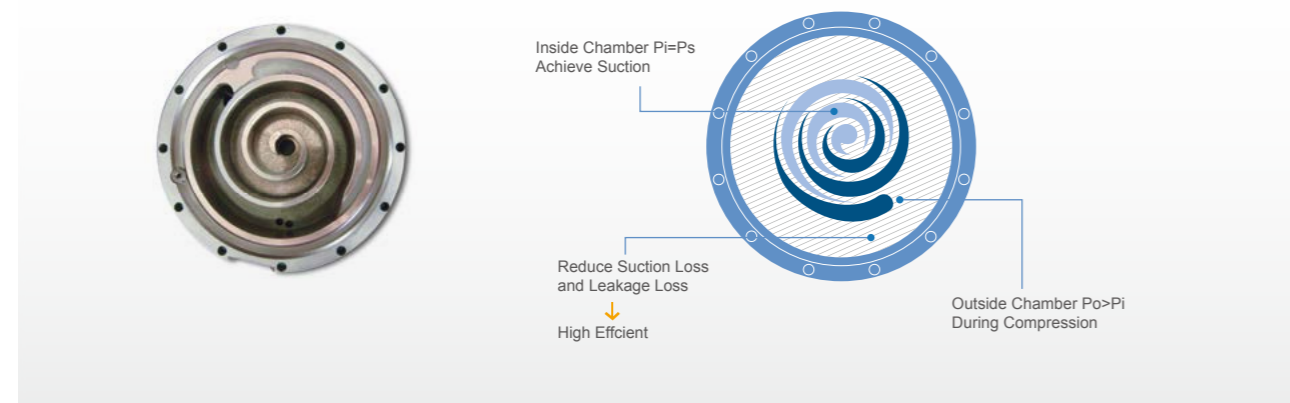 Inside Chamber Pi=Ps
Achieve Suction
Reduce Suction Loss
and Leakage Loss
High Effcient
Outside Chamber Po>Pi
During Compression